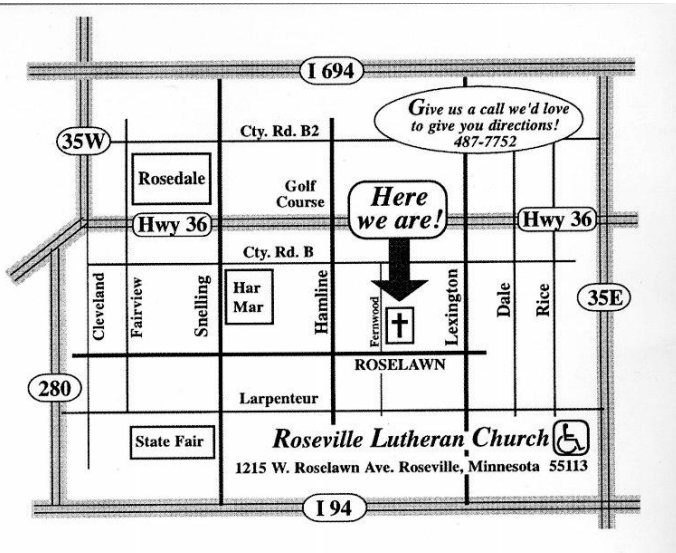 I 694
Give us a call we'd love
to give you directions!
487-7752
35W
Cty. Rd. B2
Rosedale
Golf
Course
Here
we are!
Hwy 36
Hwy 36
Cty. Rd. B
Cleveland
Fairview
Snelling
Har
Mar
Hamline
Fernwood
Lexington
Dale
Rice
35E
ROSELAWN
280
Larpenteur
State Fair
Roseville Lutheran Church
1215 W. Roselawn Ave. Roseville, Minnesota 55113
I 94